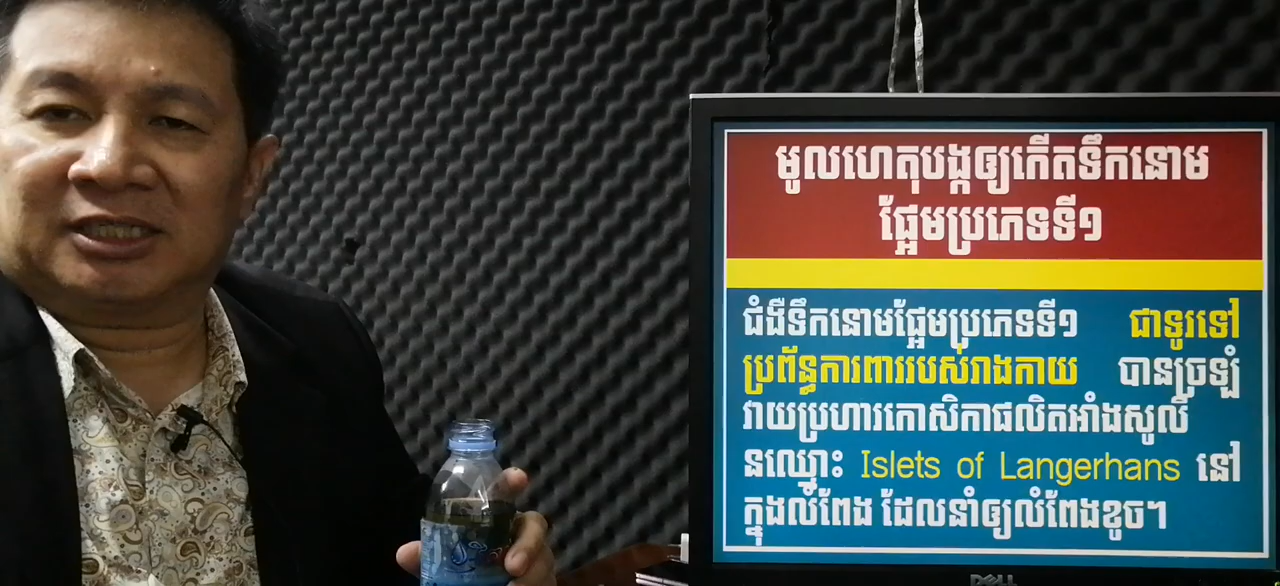 មូលហេតុបង្កឲ្យកើតទឹកនោម
ផ្អែមប្រភេទទី១
ជំងឺទឹកនោមផ្អែមប្រភេទទី១ ជាទូរទៅ
ប្រព័ន្ធការពាររបស់រាងកាយ បានច្រឡំ
វាយប្រហារកោសិកាផលិតអាំងសូលី
នឈ្មោះ Islets of Langerhans នៅ
ក្នុងលំពែង ដែលនាំឲ្យលំពែងខូច។
DELL